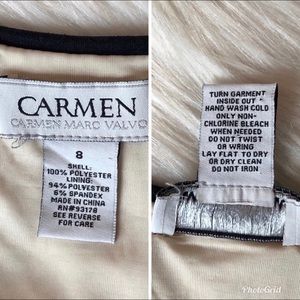 CARMEN
CARMEN MARC VALVO
8
SHELL:
100% POLYESTER
LINING:
94% POLYESTER
6% SPANDEX
MADE IN CHINA
RN#93178
SEE REVERSE
FOR CARE
TURN GARMENT
INSIDE OUT -
HAND WASH COLD
ONLY NON-
CHLORINE BLEACH
WHEN NEEDED
DO NOT TWIST
OR WRING
LAY FLAT TO DRY
OR DRY CLEAN
DO NOT IRON
PhotoGrid